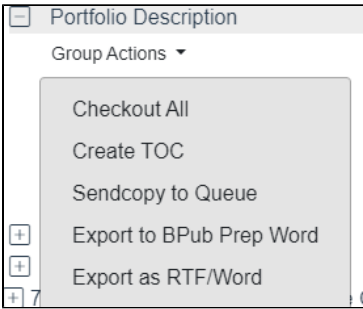 Portfolio Description
Group Actions
Checkout All
Create TOC
Sendcopy to Queue
Export to BPub Prep Word
Export as RTF/Word
7